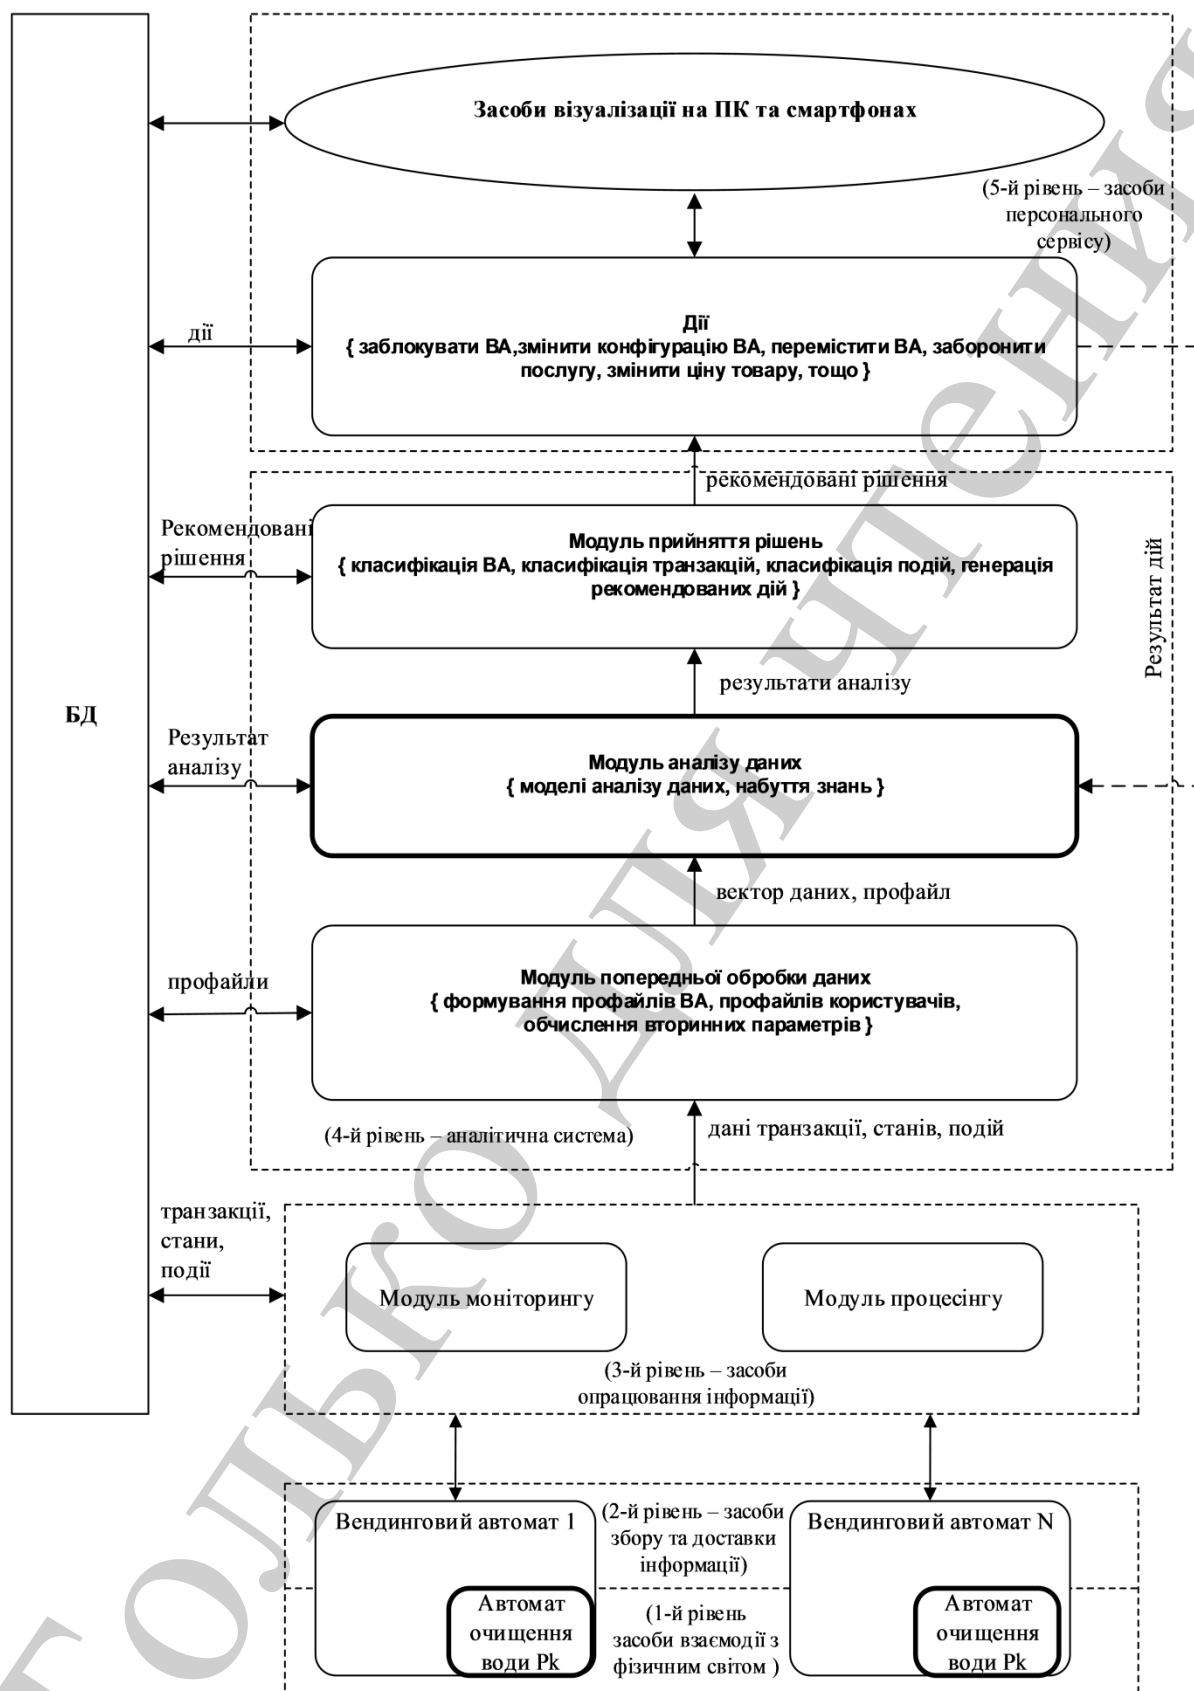 Засоби візуалізації на ПК та смартфонах
(5-й рівень – засоби
персонального
сервісу)
дії
Дії
{ заблокувати ВА,змінити конфігурацію ВА, перемістити ВА, заборонити
послугу, змінити ціну товару, тощо }
рекомендовані рішення
Рекомендовані
рішення
Модуль прийняття рішень
{ класифікація ВА, класифікація транзакцій, класифікація подій, генерація
рекомендованих дій }
Результат дій
результати аналізу
БД
Результат
аналізу
Модуль аналізу даних
{ моделі аналізу даних, набуття знань }
вектор даних, профайл
профайли
Модуль попередньої обробки даних
{ формування профайлів ВА, профайлів користувачів,
обчислення вторинних параметрів }
(4-й рівень – аналітична система)
дані транзакції, станів, подій
транзакції,
стани,
події
Модуль моніторингу
Модуль процесінгу
(3-й рівень – засоби
опрацювання інформації)
Вендинговий автомат 1
(2-й рівень – засоби
збору та доставки
інформації)
Вендинговий автомат N
Автомат
очищення
води Pk
(1-й рівень
засоби взаємодії з
фізичним світом )
Автомат
очищення
води Pk
Только для чтения